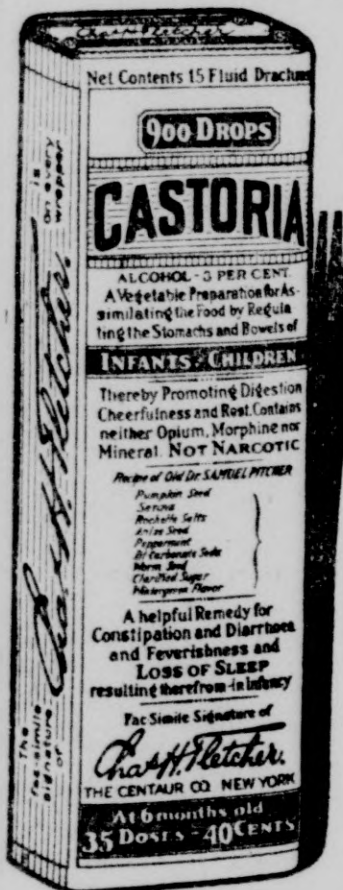 Chas H. Fletcher
Net Contents 15 Fluid Drachms
900 DROPS
CASTORIA
ALCOHOL - 3 PER CENT.
A Vegetable Preparation for As-
similating the Food by Regula
ting the Stomachs and Bowels of
INFANTS CHILDREN
Thereby Promoting Digestion
Cheerfulness and Rest. Contains
neither Opium, Morphine nor
Mineral. NOT NARCOTIC
Recipe of Old Dr. SAMUEL PITCHER
Pumpkin Seed
Senna
Rochelle Salts
Anise Seed
Peppermint
Bi Carbonate Soda
Worm Seed
Clarified Sugar
Wintergreen Flavor
A helpful Remedy for
Constipation and Diarrhoea
and Feverishness and
LOSS OF SLEEP
resulting therefrom-in Infancy
Fac Simile Signature of
Chas H. Fletcher.
THE CENTAUR CO. NEW YORK
At 6 months old
35 DOSES - 40 CENTS
The
fac-simile
signature
of
Chas H. Fletcher.
is
on every
wrapper